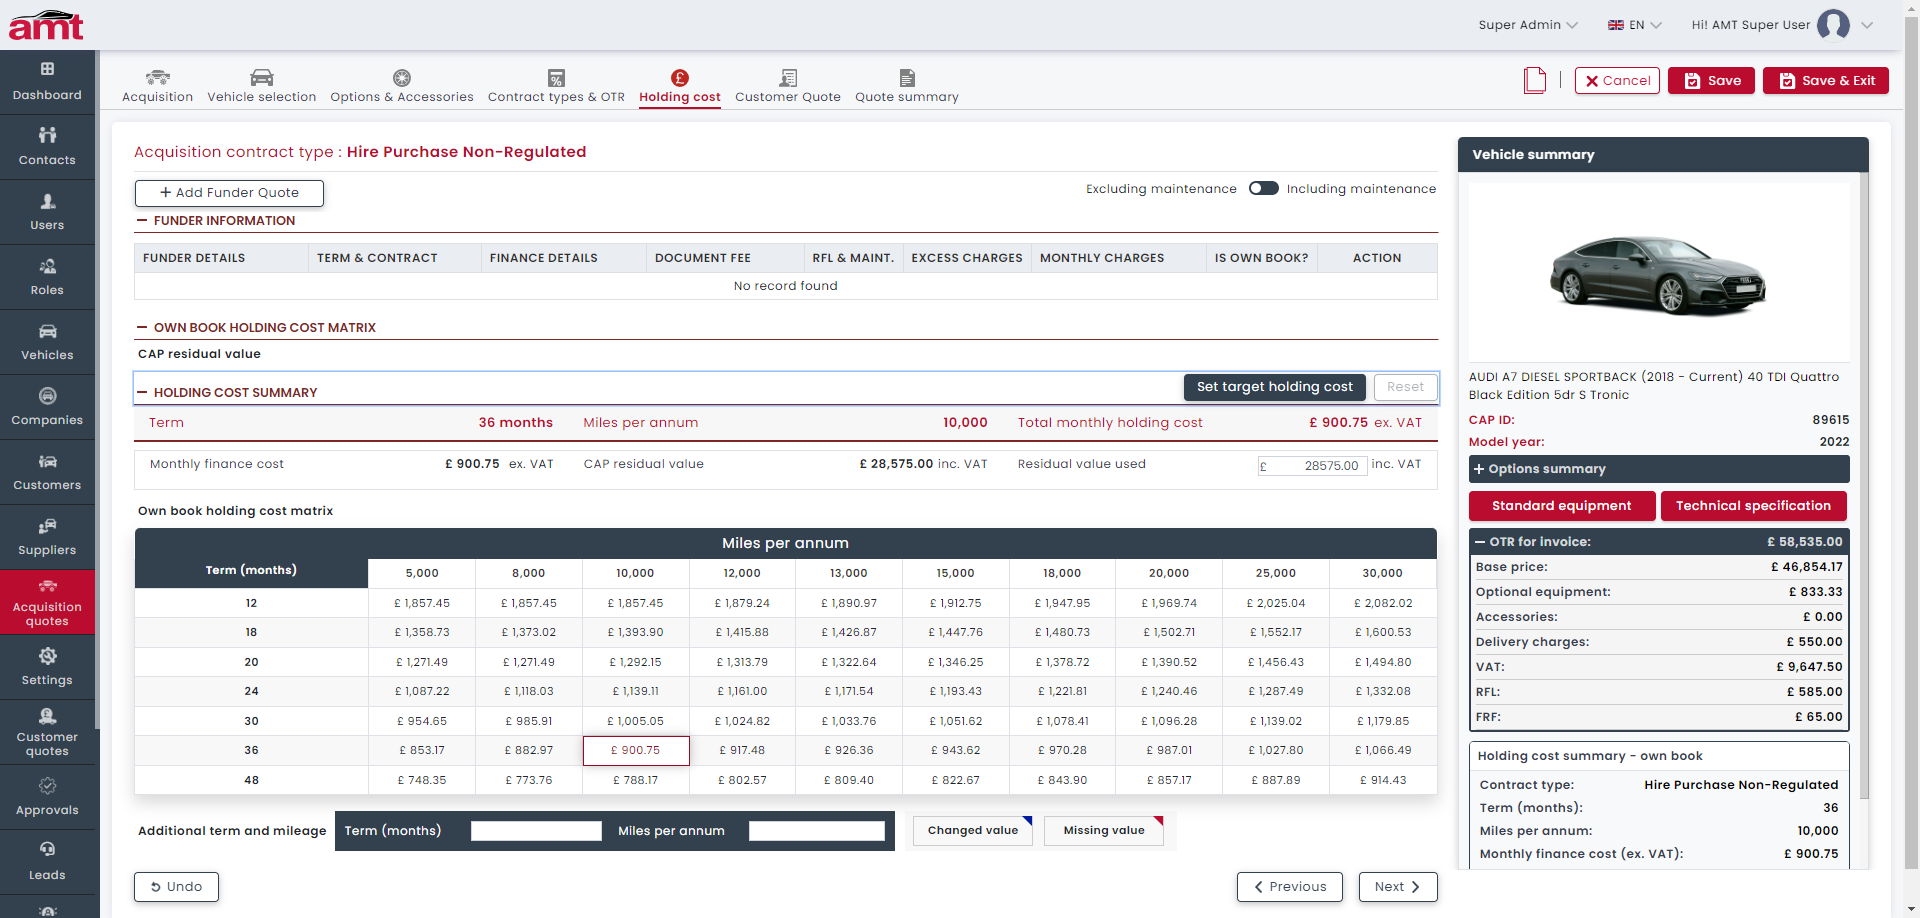 amt
Super Admin
EN
Hi! AMT Super User
Dashboard
Contacts
Users
Roles
Vehicles
Companies
Customers
Suppliers
Acquisition
quotes
Settings
Customer
quotes
Approvals
Leads
Acquisition
Vehicle selection
Options & Accessories
Contract types & OTR
Holding cost
Customer Quote
Quote summary
Cancel
Save
Save & Exit
Acquisition contract type : Hire Purchase Non-Regulated
+ Add Funder Quote
Excluding maintenance
Including maintenance
FUNDER INFORMATION
FUNDER DETAILS TERM & CONTRACT FINANCE DETAILS DOCUMENT FEE RFL & MAINT. EXCESS CHARGES MONTHLY CHARGES IS OWN BOOK? ACTION
No record found
OWN BOOK HOLDING COST MATRIX
CAP residual value
HOLDING COST SUMMARY
Set target holding cost
Reset
Term 36 months Miles per annum 10,000 Total monthly holding cost £ 900.75 ex. VAT
Monthly finance cost £ 900.75 ex. VAT CAP residual value £ 28,575.00 inc. VAT Residual value used £ 28575.00 inc. VAT
Own book holding cost matrix
Miles per annum
Term (months)
5,000 8,000 10,000 12,000 13,000 15,000 18,000 20,000 25,000 30,000
12 £ 1,857.45 £ 1,857.45 £ 1,857.45 £ 1,879.24 £ 1,890.97 £ 1,912.75 £ 1,947.95 £ 1,969.74 £ 2,025.04 £ 2,082.02
18 £ 1,358.73 £ 1,373.02 £ 1,393.90 £ 1,415.88 £ 1,426.87 £ 1,447.76 £ 1,480.73 £ 1,502.71 £ 1,552.17 £ 1,600.53
20 £ 1,271.49 £ 1,271.49 £ 1,292.15 £ 1,313.79 £ 1,322.64 £ 1,346.25 £ 1,378.72 £ 1,390.52 £ 1,456.43 £ 1,494.80
24 £ 1,087.22 £ 1,118.03 £ 1,139.11 £ 1,161.00 £ 1,171.54 £ 1,193.43 £ 1,221.81 £ 1,240.46 £ 1,287.49 £ 1,332.08
30 £ 954.65 £ 985.91 £ 1,005.05 £ 1,024.82 £ 1,033.76 £ 1,051.62 £ 1,078.41 £ 1,096.28 £ 1,139.02 £ 1,179.85
36 £ 853.17 £ 882.97 £ 900.75 £ 917.48 £ 926.36 £ 943.62 £ 970.28 £ 987.01 £ 1,027.80 £ 1,066.49
48 £ 748.35 £ 773.76 £ 788.17 £ 802.57 £ 809.40 £ 822.67 £ 843.90 £ 857.17 £ 887.89 £ 914.43
Additional term and mileage Term (months) Miles per annum Changed value Missing value
Undo
Previous
Next
Vehicle summary
AUDI A7 DIESEL SPORTBACK (2018 - Current) 40 TDI Quattro
Black Edition 5dr S Tronic
CAP ID: 89615
Model year: 2022
+ Options summary
Standard equipment
Technical specification
OTR for invoice: £ 58,535.00
Base price: £ 46,854.17
Optional equipment: £ 833.33
Accessories: £ 0.00
Delivery charges: £ 550.00
VAT: £ 9,647.50
RFL: £ 585.00
FRF: £ 65.00
Holding cost summary - own book
Contract type: Hire Purchase Non-Regulated
Term (months): 36
Miles per annum: 10,000
Monthly finance cost (ex. VAT): £ 900.75